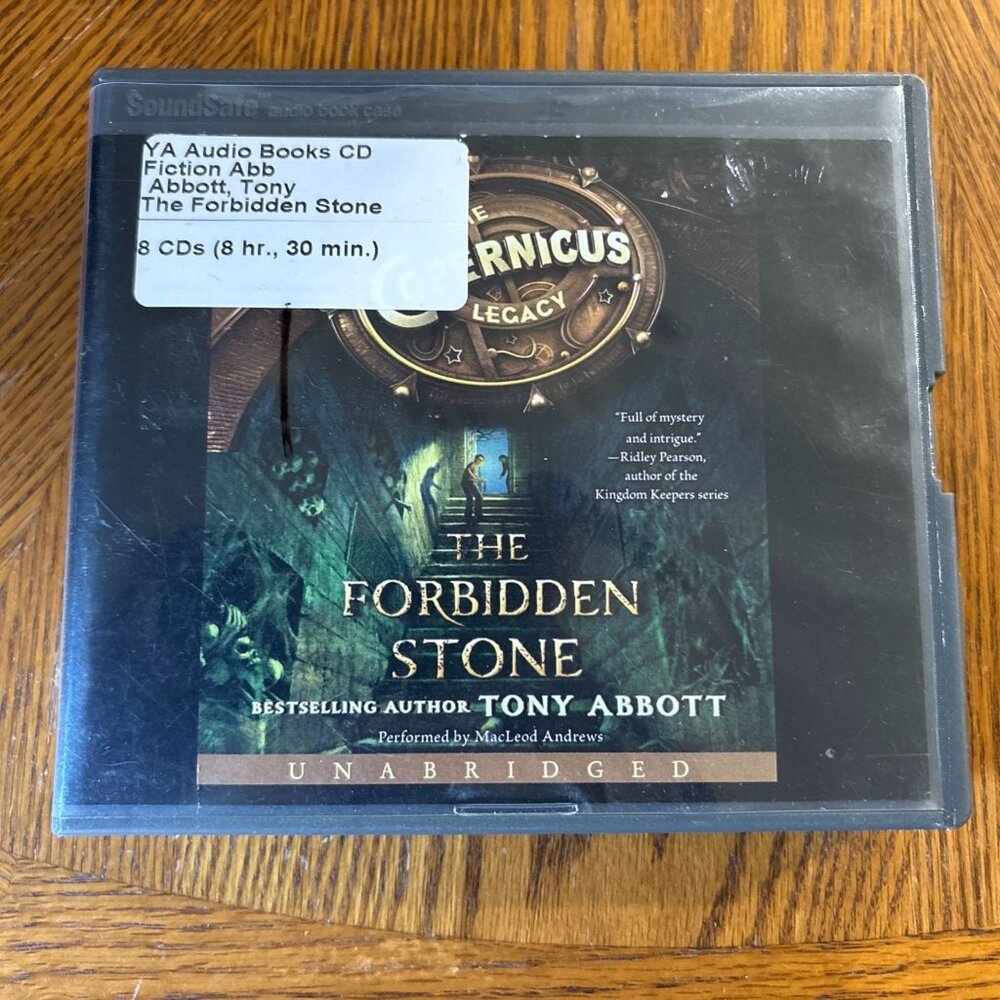 SoundSafe™ audio book case
YA Audio Books CD
Fiction Abb
Abbott, Tony
The Forbidden Stone
8 CDs (8 hr., 30 min.)
ERNICUS
LEGACY
"Full of mystery
and intrigue."
—Ridley Pearson,
author of the
Kingdom Keepers series
THE
FORBIDDEN
STONE
BESTSELLING AUTHOR TONY ABBOTT
Performed by MacLeod Andrews
UNABRIDGED